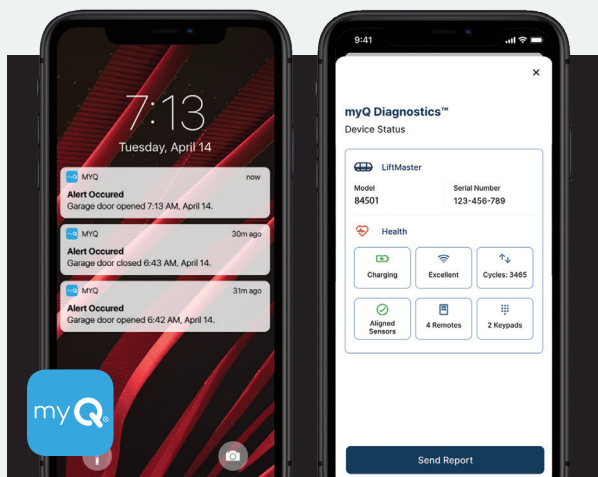 7:13
Tuesday, April 14
MYQ now
Alert Occured
Garage door opened 7:13 AM, April 14.
MYQ 30m ago
Alert Occured
Garage door closed 6:43 AM, April 14.
MYQ 31m ago
Alert Occured
Garage door opened 6:42 AM, April 14.
myQ®
9:41
myQ Diagnostics™
Device Status
LiftMaster
Model Serial Number
84501 123-456-789
Health
Charging Excellent Cycles: 3465
Aligned
Sensors 4 Remotes 2 Keypads
Send Report